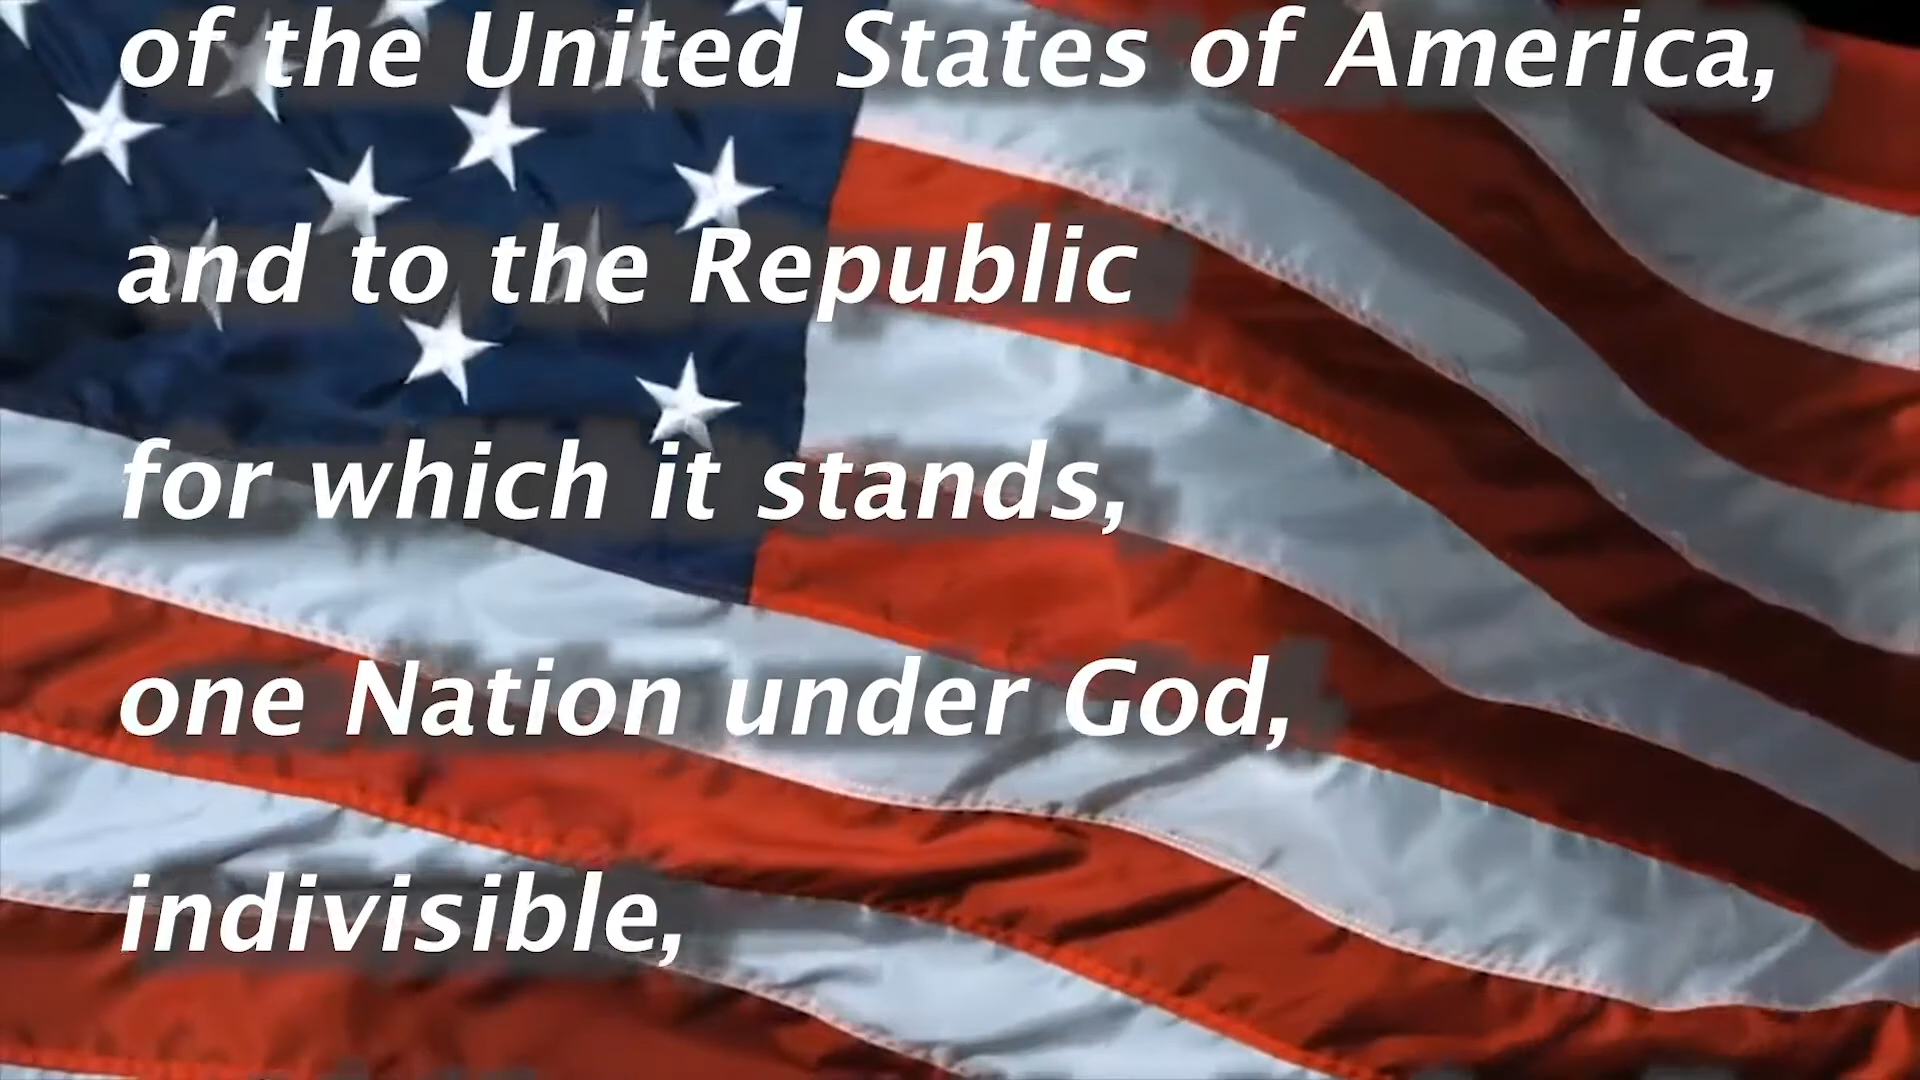 of the United States of America,
and to the Republic
for which it stands,
one Nation under God,
indivisible,